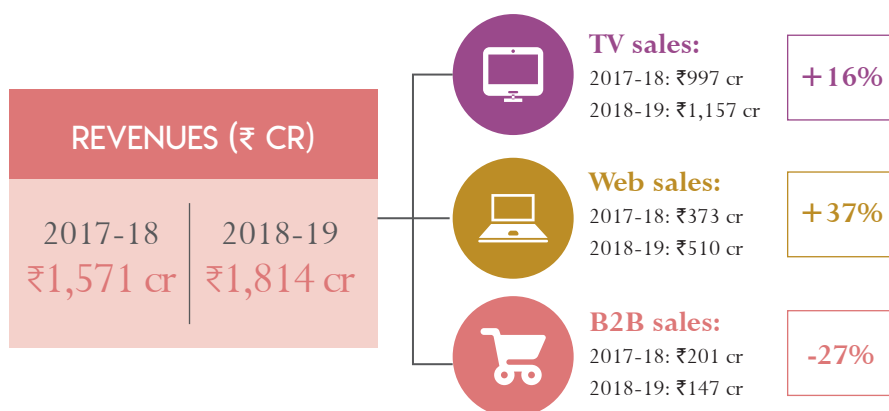 REVENUES (₹ CR)
2017-18
₹1,571 cr
2018-19
₹1,814 cr
TV sales:
2017-18: ₹997 cr
2018-19: ₹1,157 cr
+16%
Web sales:
2017-18: ₹373 cr
2018-19: ₹510 cr
+37%
B2B sales:
2017-18: ₹201 cr
2018-19: ₹147 cr
-27%